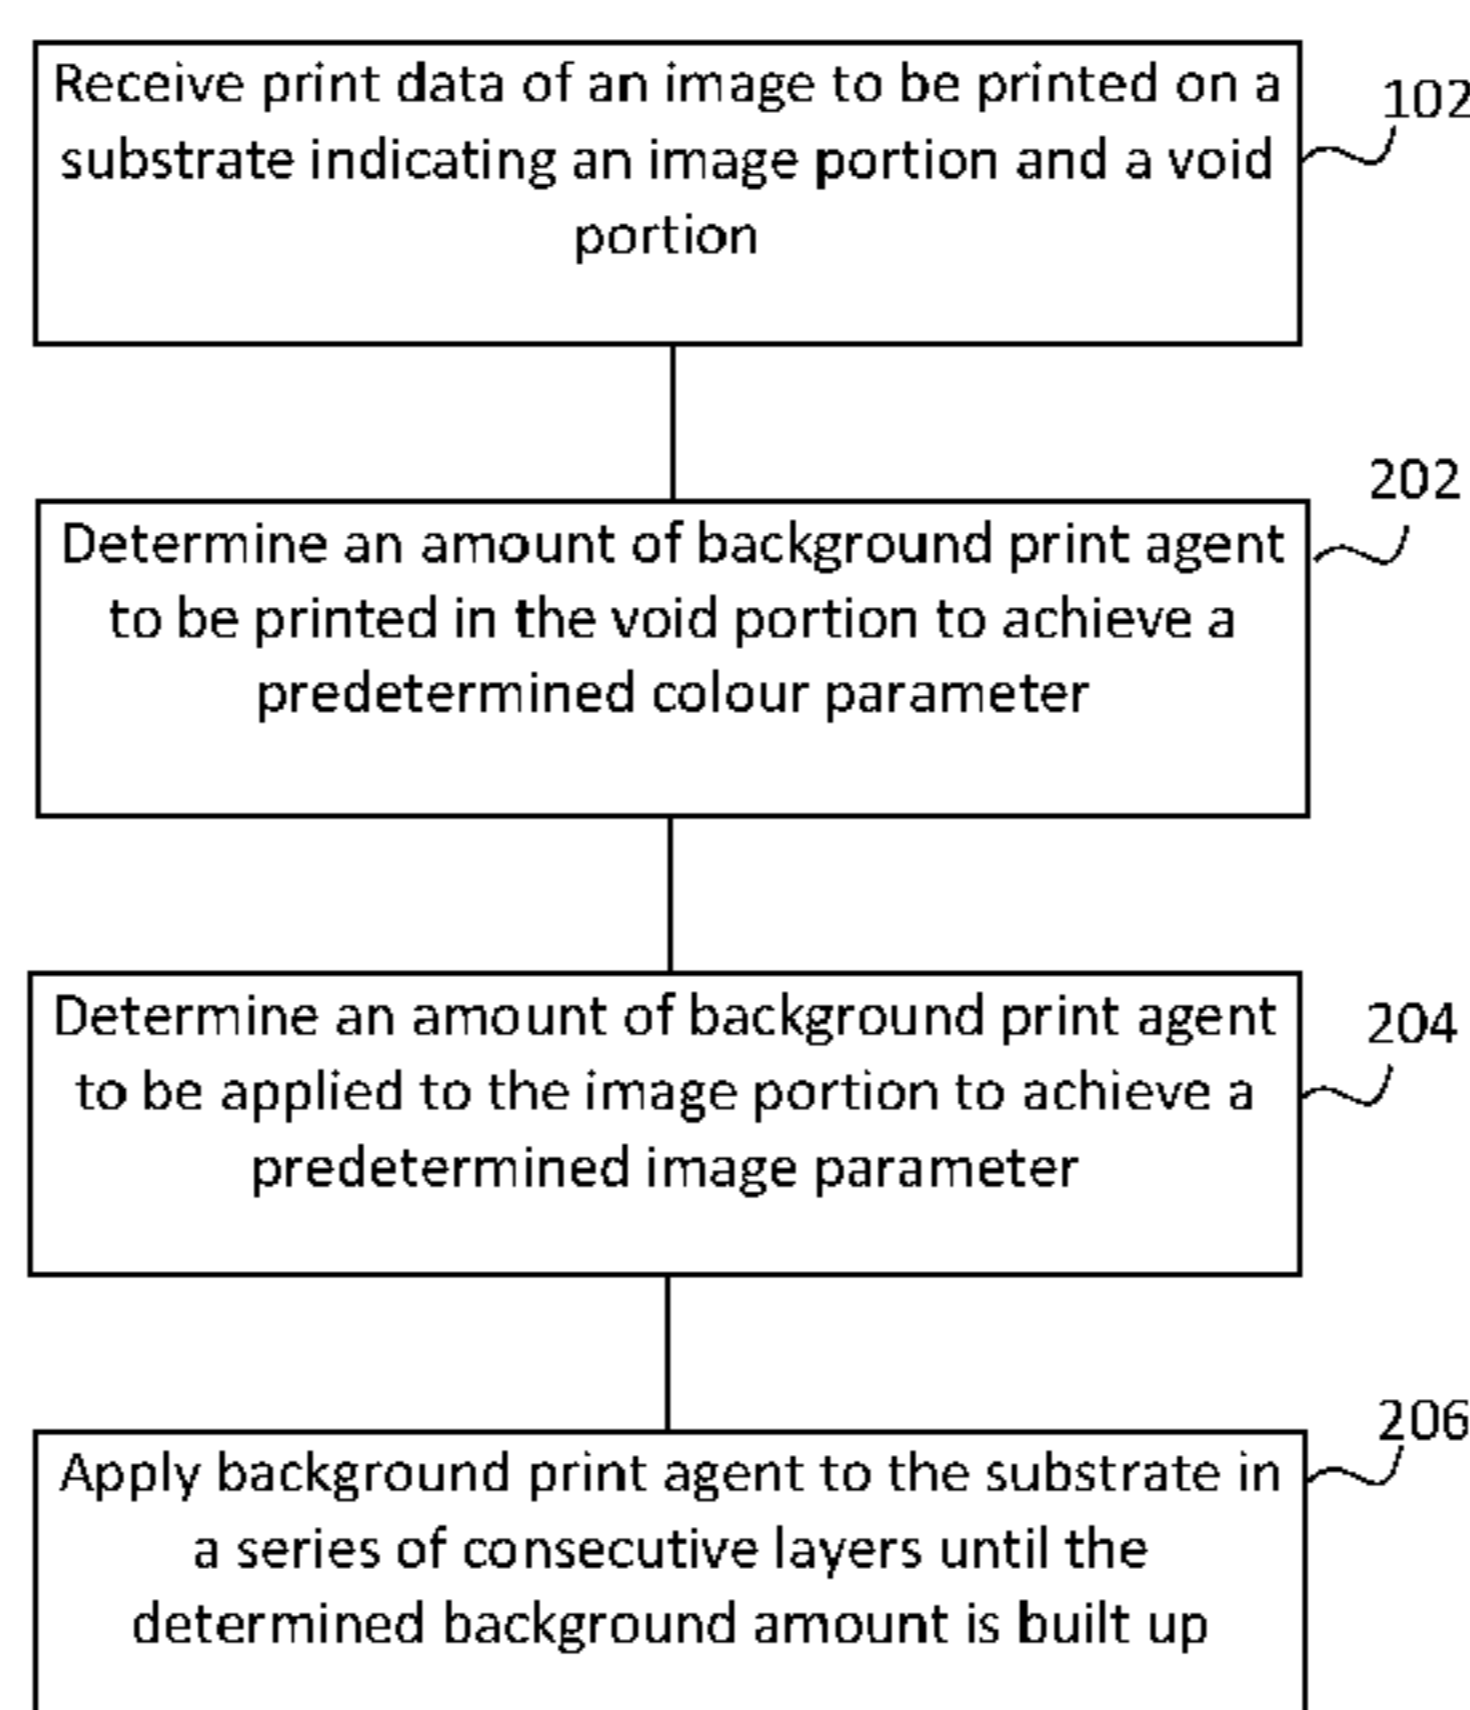 Receive print data of an image to be printed on a
substrate indicating an image portion and a void
portion
102
Determine an amount of background print agent
to be printed in the void portion to achieve a
predetermined colour parameter
202
Determine an amount of background print agent
to be applied to the image portion to achieve a
predetermined image parameter
204
Apply background print agent to the substrate in
a series of consecutive layers until the
determined background amount is built up
206